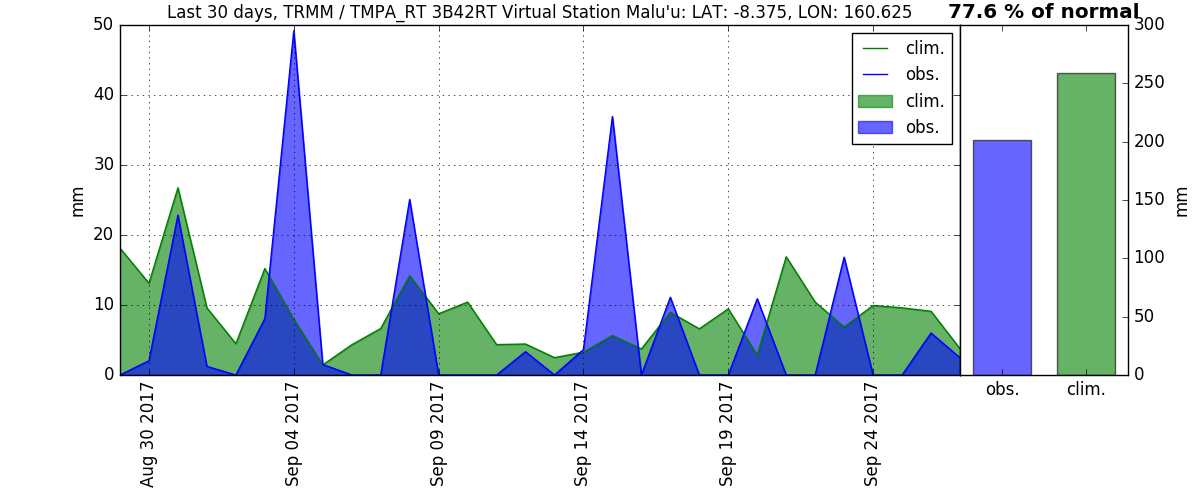 Last 30 days, TRMM / TMPA_RT 3B42RT Virtual Station Malu'u: LAT: -8.375, LON: 160.625
77.6 % of normal
50
40
30
20
10
0
mm
clim.
obs.
clim.
obs.
300
250
200
150
100
50
0
mm
Aug 30 2017
Sep 04 2017
Sep 09 2017
Sep 14 2017
Sep 19 2017
Sep 24 2017
obs.
clim.